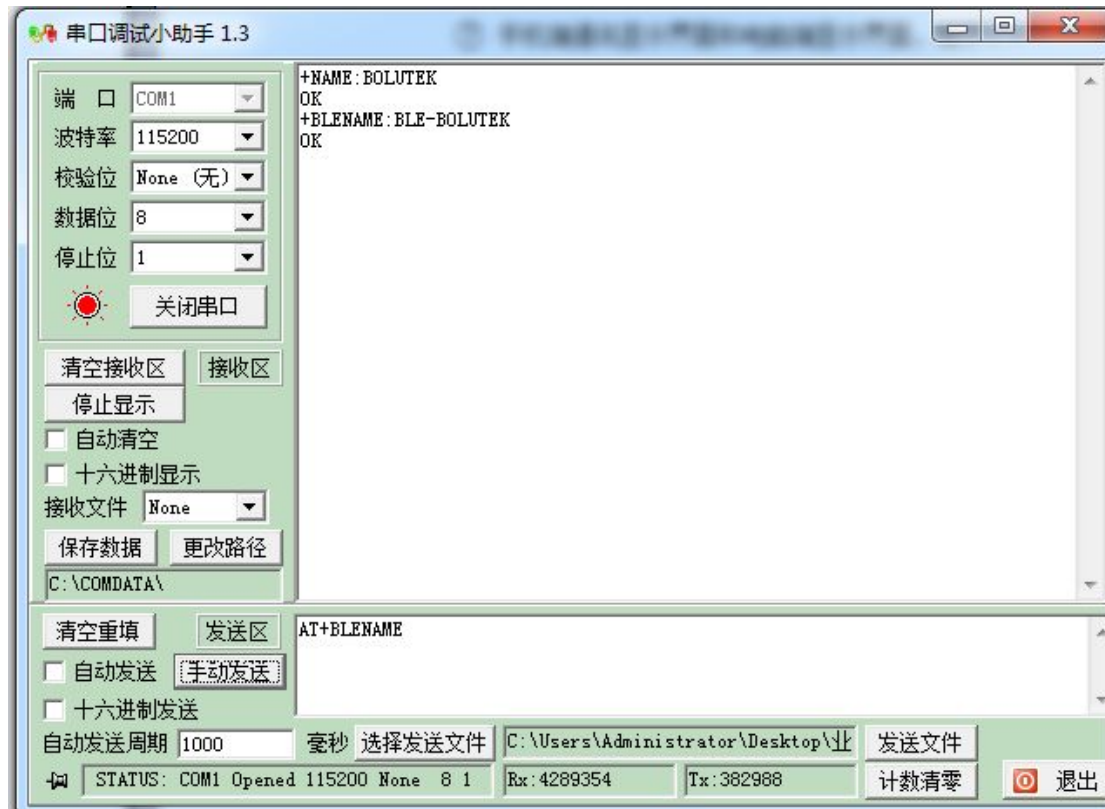 串口调试小助手 1.3
端 口 COM1
波特率 115200
校验位 None (无)
数据位 8
停止位 1
关闭串口
清空接收区 接收区
停止显示
自动清空
十六进制显示
接收文件 None
保存数据 更改路径
C:\COMDATA\
+NAME:BOLUTEK
OK
+BLENAME:BLE-BOLUTEK
OK
清空重填 发送区
AT+BLENAME
自动发送 手动发送
十六进制发送
自动发送周期 1000 毫秒 选择发送文件 C:\Users\Administrator\Desktop\业 发送文件
STATUS: COM1 Opened 115200 None 8 1 Rx:4289354 Tx:382988 计数清零 退出